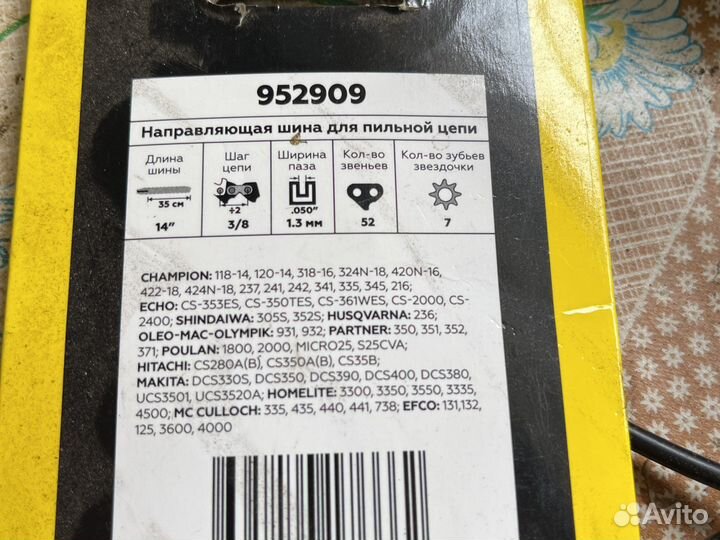 952909
Направляющая шина для пильной цепи
Длина шины
Шаг цепи
Ширина паза
Кол-во звеньев
Кол-во зубьев звездочки
35 см
÷2
.050"
14"
3/8
1.3 мм
52
7
CHAMPION: 118-14, 120-14, 318-16, 324N-18, 420N-16,
422-18, 424N-18, 237, 241, 242, 341, 335, 345, 216;
ECHO: CS-353ES, CS-350TES, CS-361WES, CS-2000, CS-
2400; SHINDAIWA: 305S, 352S; HUSQVARNA: 236;
OLEO-MAC-OLYMPIK: 931, 932; PARTNER: 350, 351, 352,
371; POULAN: 1800, 2000, MICRO25, S25CVA;
HITACHI: CS280A(B), CS350A(B), CS35B;
MAKITA: DCS330S, DCS350, DCS390, DCS400, DCS380,
UCS3501, UCS3520A; HOMELITE: 3300, 3350, 3550, 3335,
4500; MC CULLOCH: 335, 435, 440, 441, 738; EFCO: 131,132,
125, 3600, 4000
Avito